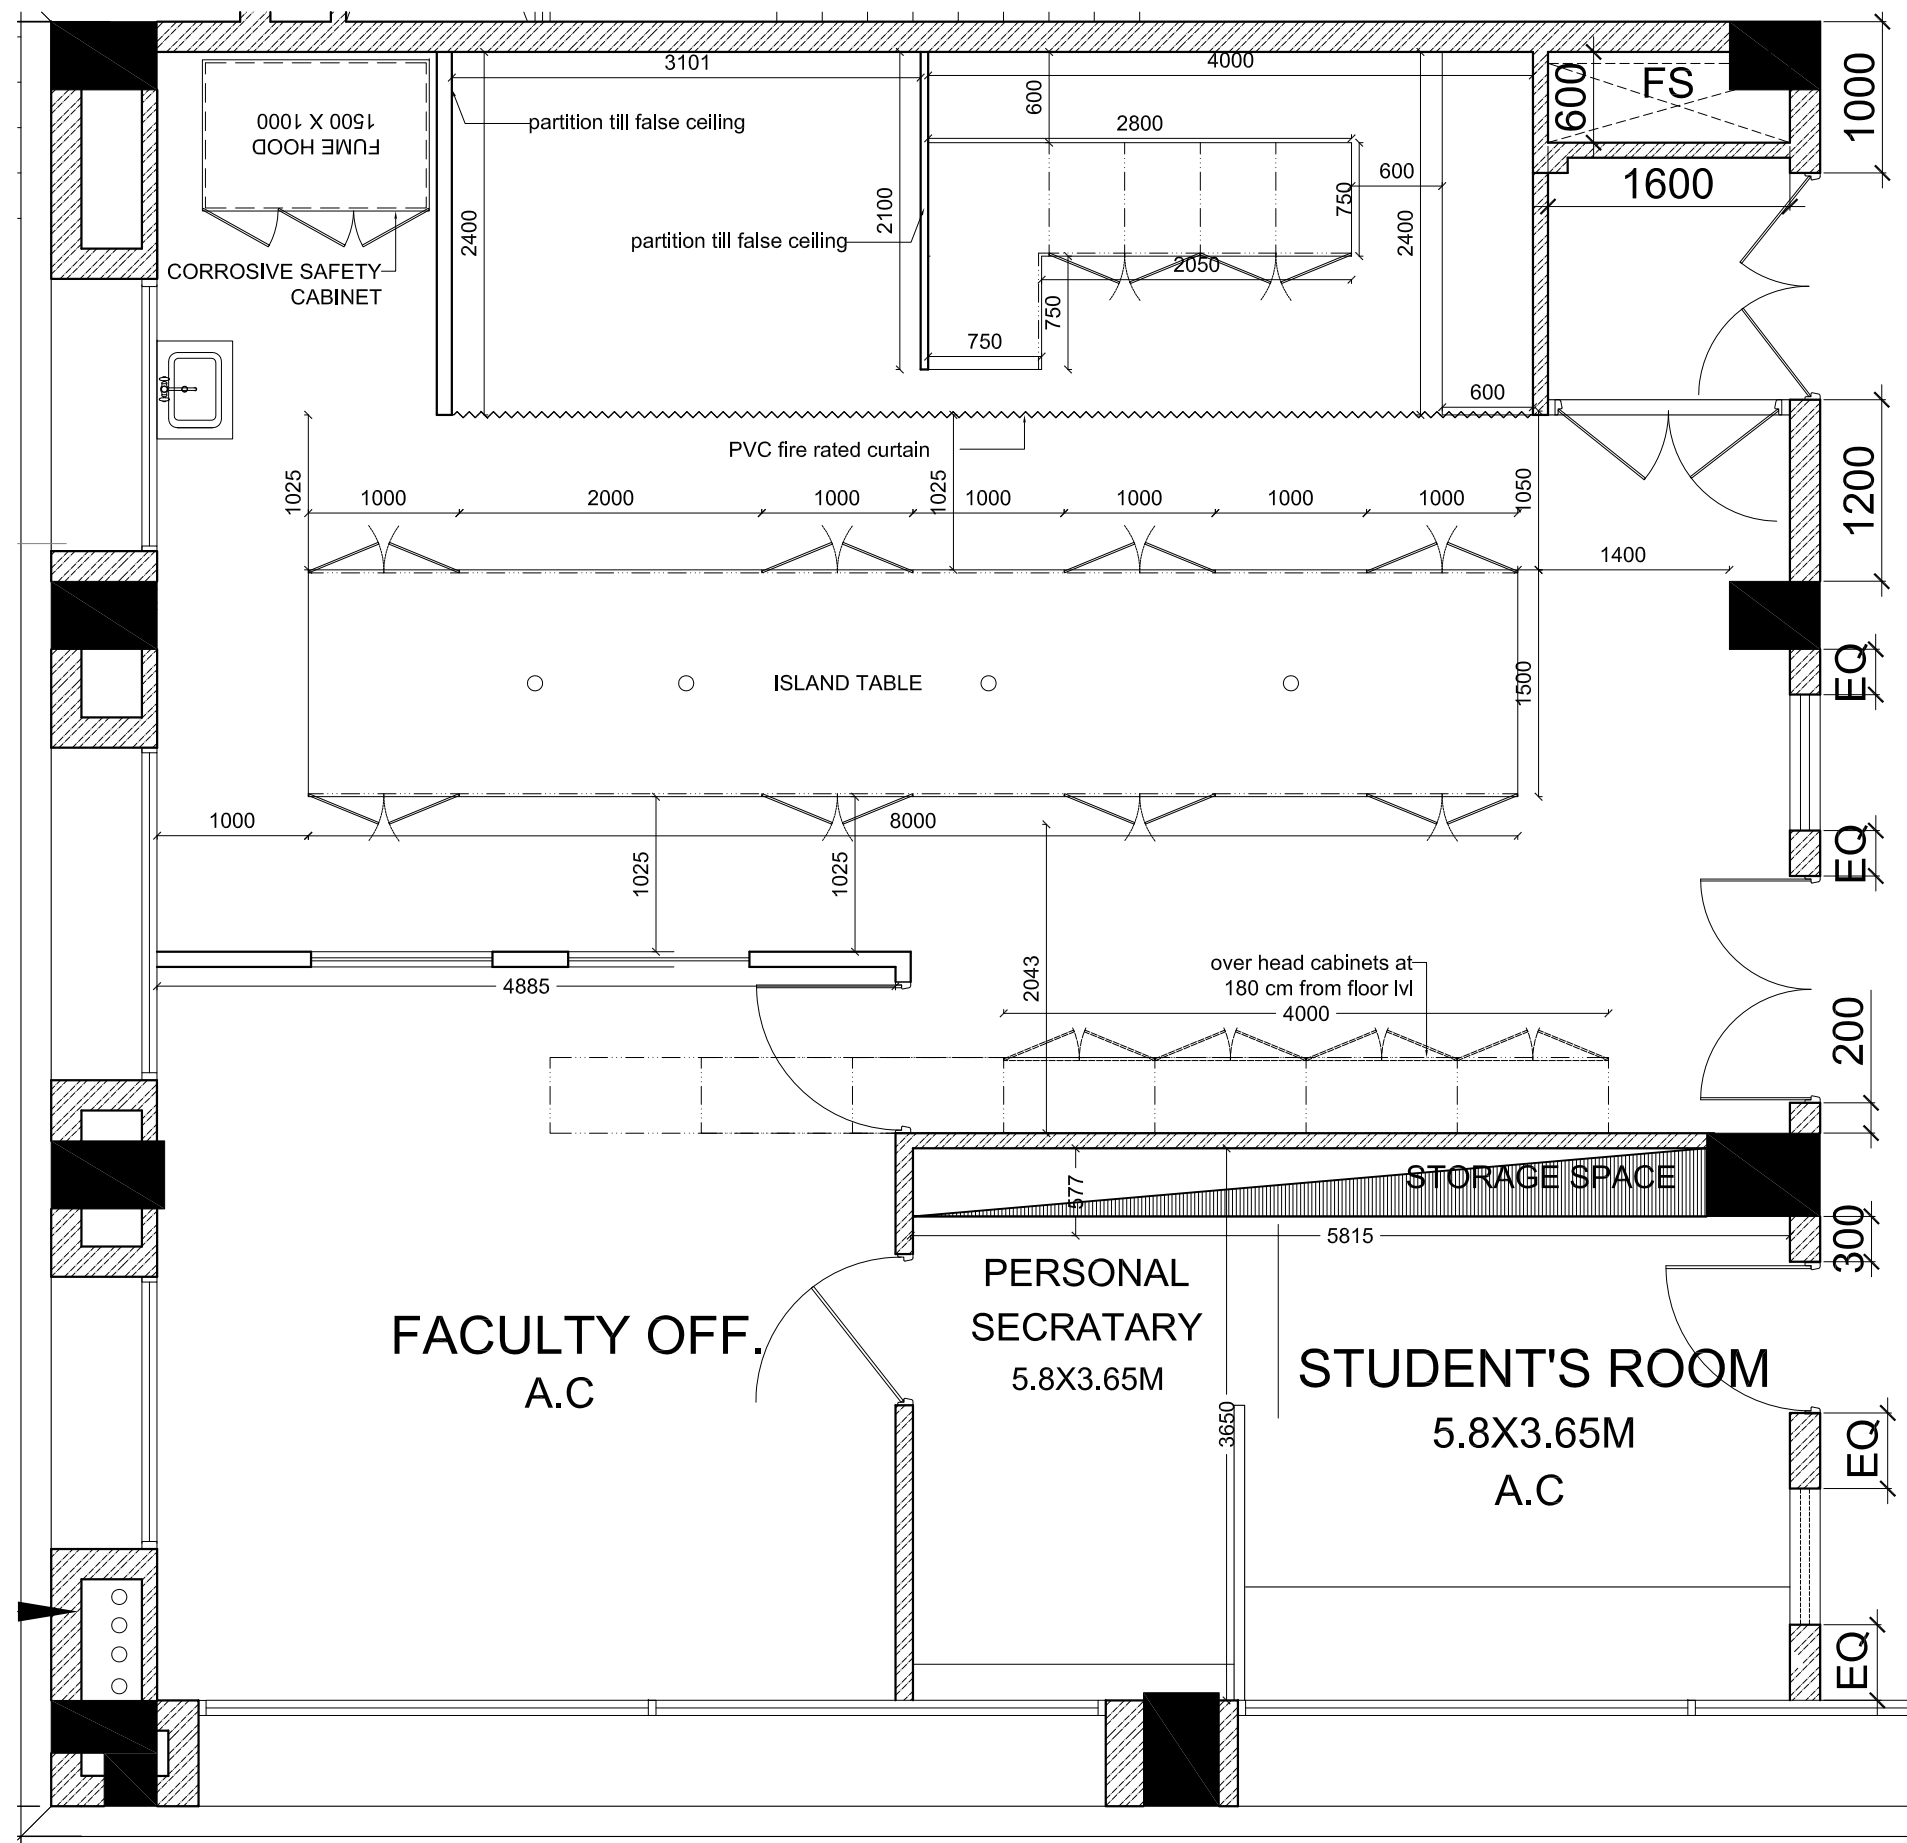 3101
4000
600
FS
1000
1500 X 1000
FUME HOOD
partition till false ceiling
600
2800
600
1600
750
2100
2400
2400
partition till false ceiling
CORROSIVE SAFETY
CABINET
2050
750
750
600
PVC fire rated curtain
1025
1000
2000
1000
1025
1000
1000
1000
1000
1050
1200
1400
ISLAND TABLE
1500
EQ
1000
8000
EQ
1025
1025
4885
2043
over head cabinets at
180 cm from floor lvl
4000
200
577
STORAGE SPACE
5815
300
PERSONAL
SECRATARY
5.8X3.65M
FACULTY OFF.
A.C
3650
STUDENT'S ROOM
5.8X3.65M
A.C
EQ
EQ